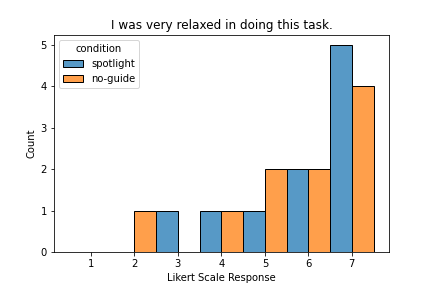 I was very relaxed in doing this task.
condition
spotlight
no-guide
5
4
3
2
1
0
Count
1 2 3 4 5 6 7
Likert Scale Response